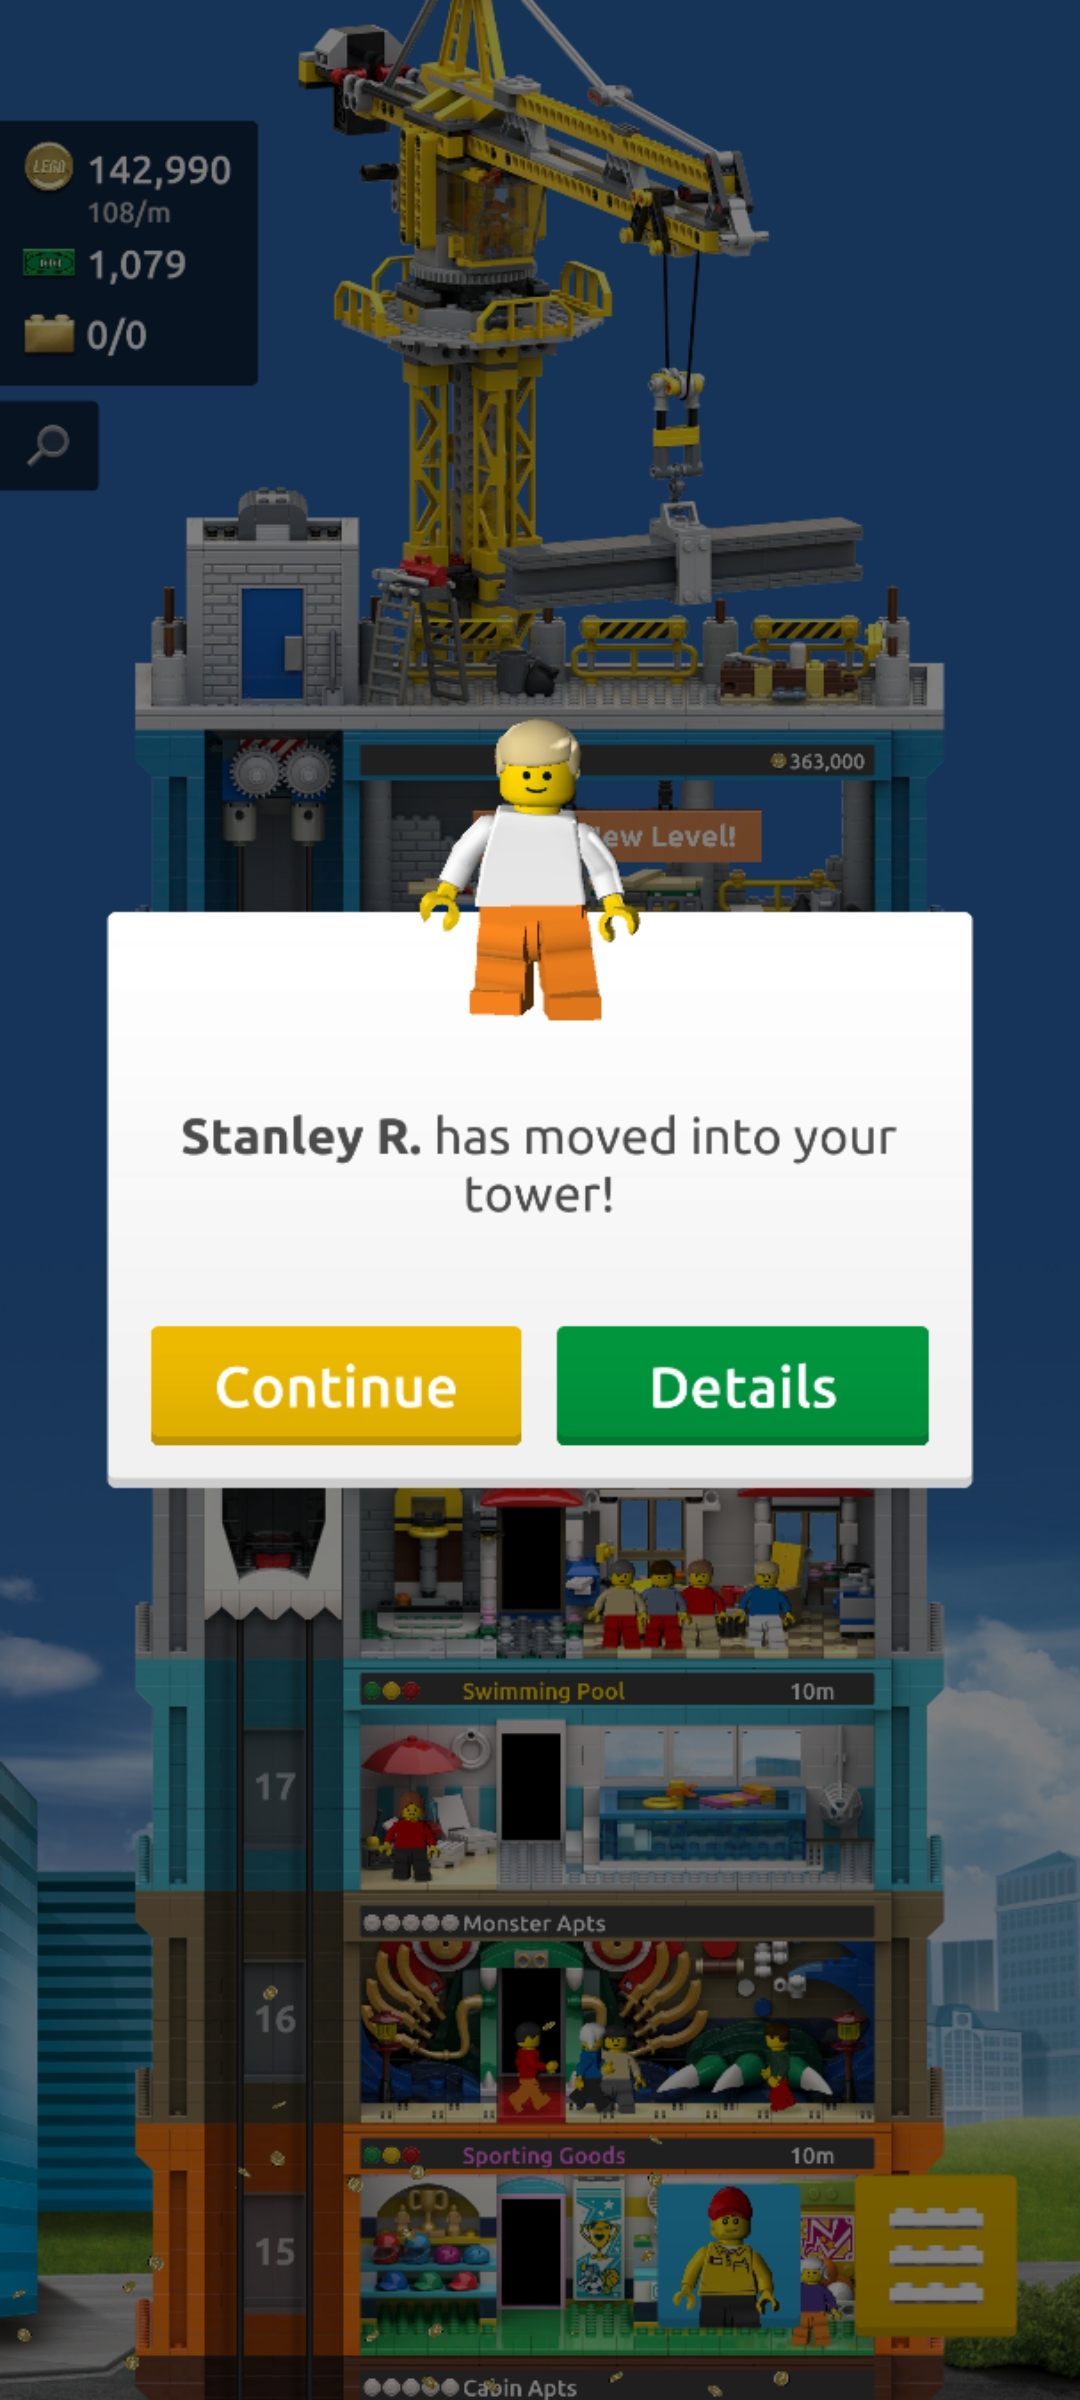 LEGO 142,990
108/m
1,079
0/0
363,000
New Level!
Stanley R. has moved into your
tower!
Continue Details
Swimming Pool 10m
17
Monster Apts
16
Sporting Goods 10m
15
Cabin Apts